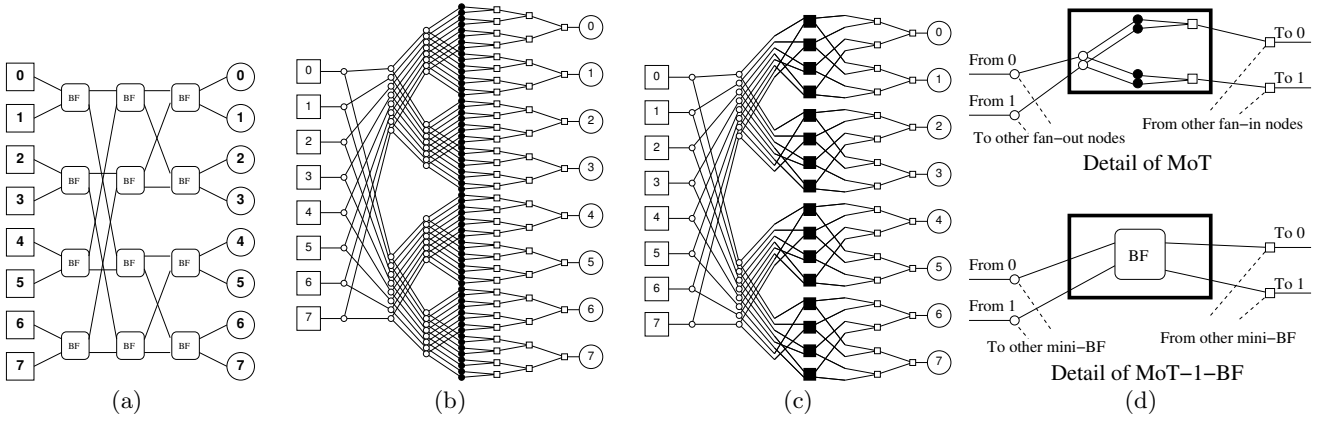 0
1
2
3
4
5
6
7
BF BF BF
BF BF BF
BF BF BF
BF BF BF
0
1
2
3
4
5
6
7
(a)
0
1
2
3
4
5
6
7
0
1
2
3
4
5
6
7
(b)
0
1
2
3
4
5
6
7
0
1
2
3
4
5
6
7
(c)
From 0
From 1
To 0
To 1
To other fan−out nodes
From other fan−in nodes
Detail of MoT
From 0
From 1
BF
To 0
To 1
To other mini−BF
From other mini−BF
Detail of MoT−1−BF
(d)